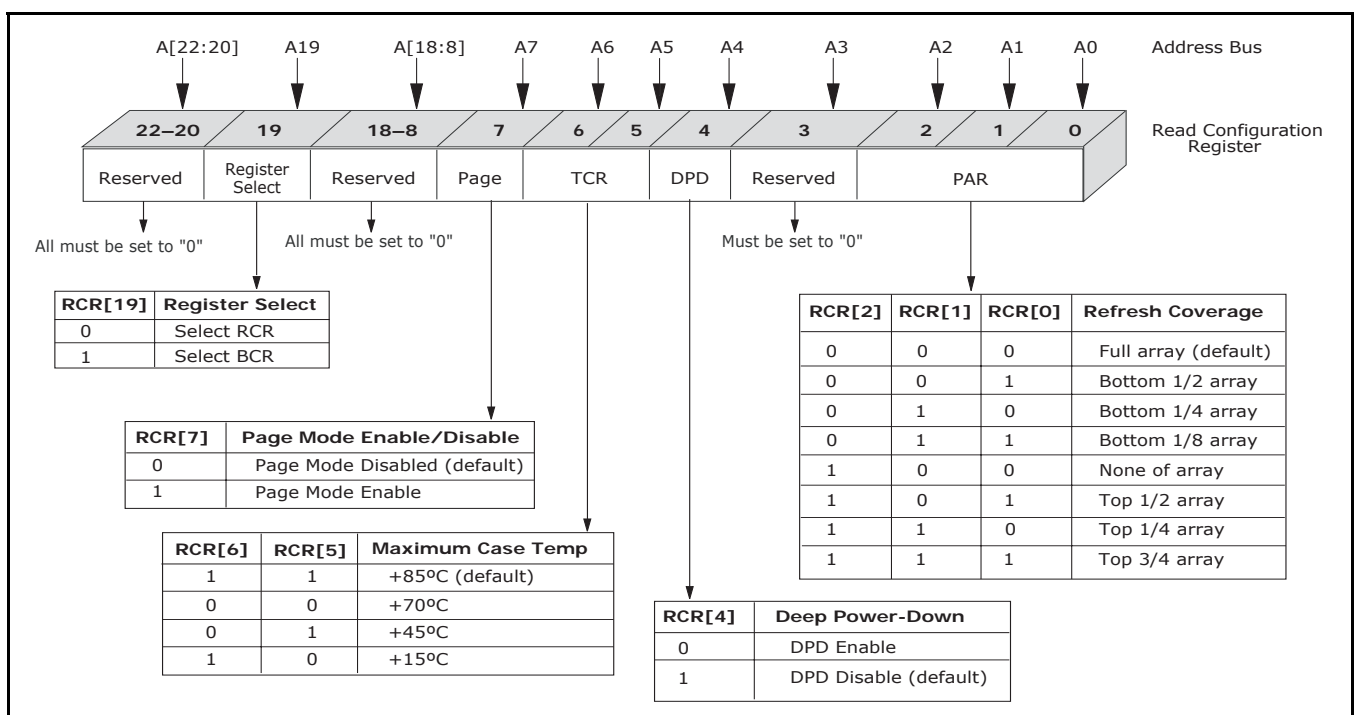 A[22:20] A19 A[18:8] A7 A6 A5 A4 A3 A2 A1 A0 Address Bus
22–20 19 18–8 7 6 5 4 3 2 1 0 Read Configuration
Register
Reserved Register Select Reserved Page TCR DPD Reserved PAR
All must be set to "0" All must be set to "0" Must be set to "0"
RCR[19] Register Select
0 Select RCR
1 Select BCR
RCR[2] RCR[1] RCR[0] Refresh Coverage
0 0 0 Full array (default)
0 0 1 Bottom 1/2 array
0 1 0 Bottom 1/4 array
0 1 1 Bottom 1/8 array
1 0 0 None of array
1 0 1 Top 1/2 array
1 1 0 Top 1/4 array
1 1 1 Top 3/4 array
RCR[7] Page Mode Enable/Disable
0 Page Mode Disabled (default)
1 Page Mode Enable
RCR[6] RCR[5] Maximum Case Temp
1 1 +85ºC (default)
0 0 +70ºC
0 1 +45ºC
1 0 +15ºC
RCR[4] Deep Power-Down
0 DPD Enable
1 DPD Disable (default)